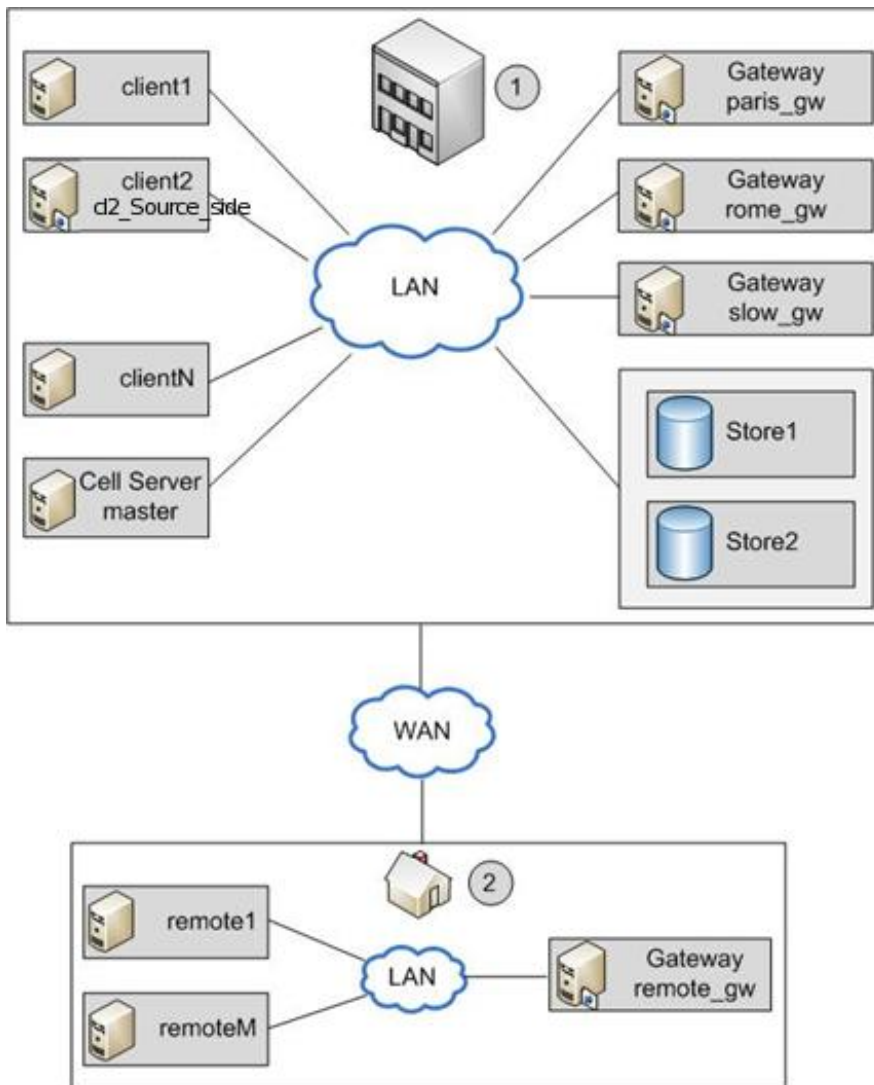 client1
1
Gateway
paris_gw
client2
cl2_Source_side
Gateway
rome_gw
LAN
Gateway
slow_gw
clientN
Store1
Cell Server
master
Store2
WAN
2
remote1
LAN
Gateway
remote_gw
remoteM